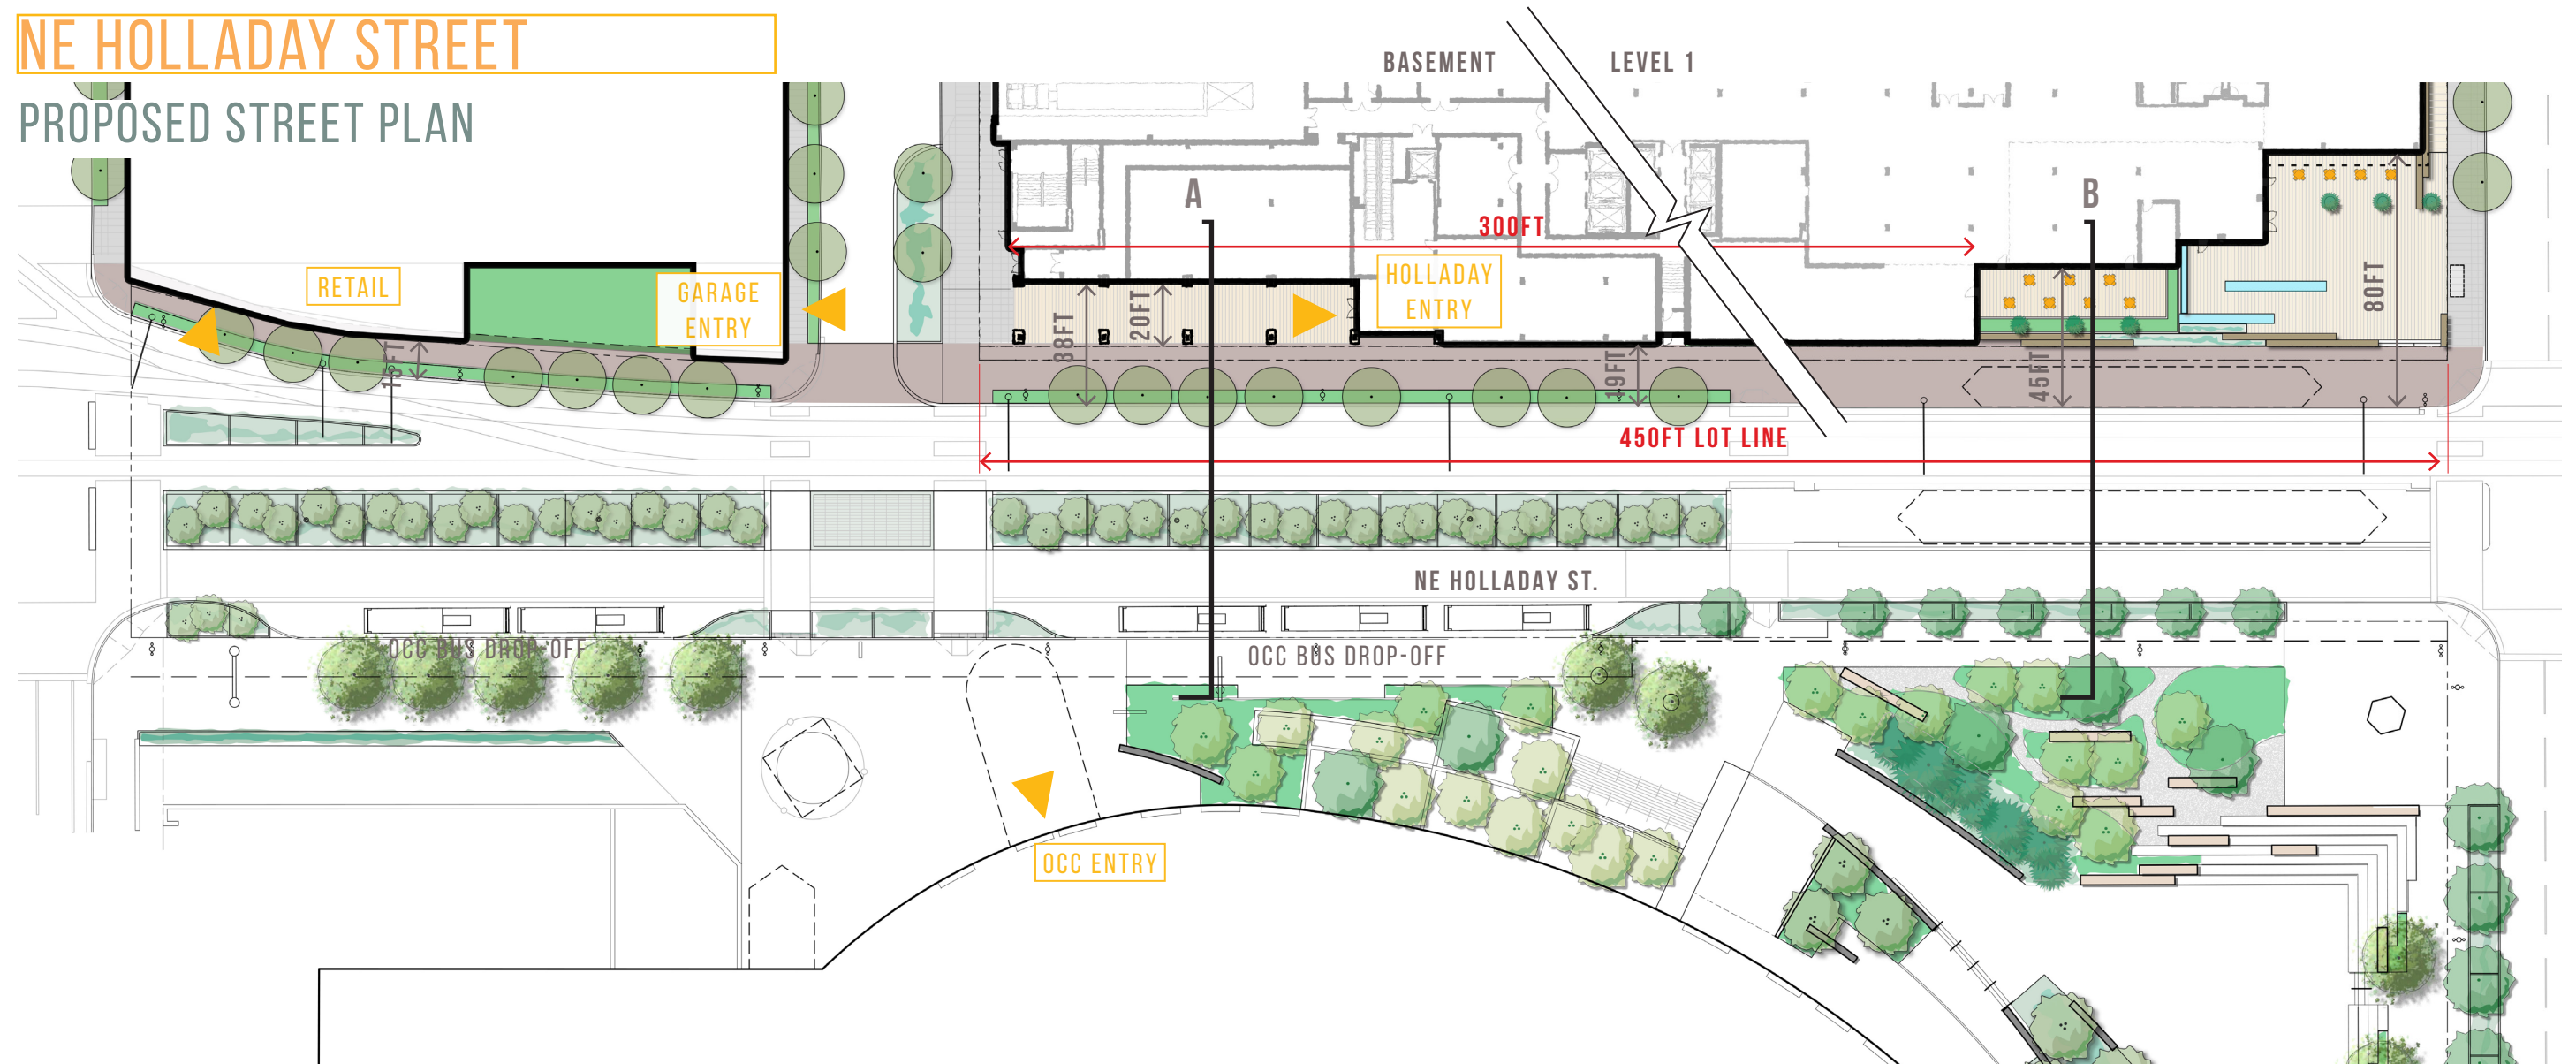 NE HOLLADAY STREET
PROPOSED STREET PLAN
BASEMENT
LEVEL 1
A
B
300FT
RETAIL
GARAGE
ENTRY
HOLLADAY
ENTRY
38FT
20FT
15FT
19FT
45FT
80FT
450FT LOT LINE
NE HOLLADAY ST.
OCC BUS DROP-OFF
OCC BUS DROP-OFF
OCC ENTRY